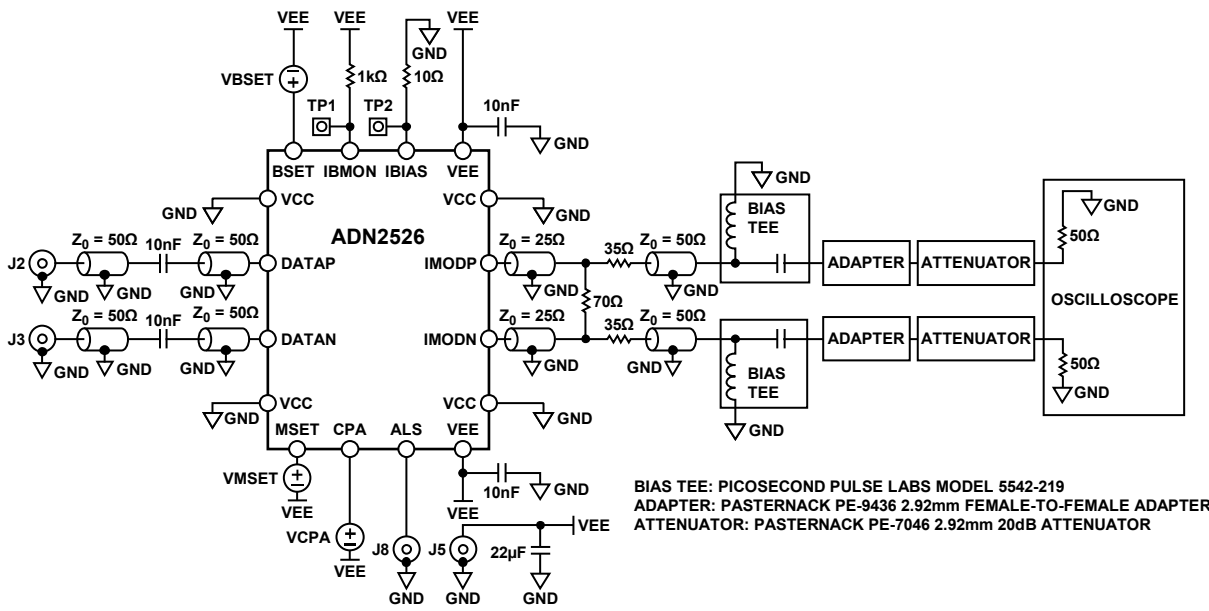 VEE VEE VEE
GND
VBSET
1kΩ
10Ω
TP1 TP2
10nF
GND
BSET IBMON IBIAS VEE
GND
VCC VCC
GND GND
BIAS
TEE
GND
50Ω
ADN2526
Z0 = 50Ω 10nF Z0 = 50Ω
Z0 = 25Ω 35Ω Z0 = 50Ω
J2
DATAP IMODP
ADAPTER ATTENUATOR
GND GND GND
GND GND
70Ω
OSCILLOSCOPE
Z0 = 50Ω 10nF Z0 = 50Ω
Z0 = 25Ω 35Ω Z0 = 50Ω
J3
DATAN IMODN
ADAPTER ATTENUATOR
GND GND GND
GND GND
BIAS
TEE
50Ω
GND
VCC VCC
GND GND
GND
MSET CPA ALS VEE
VMSET
VEE
10nF
GND
VEE
VCPA
VEE
J8
GND
J5
GND
22µF
GND
VEE
BIAS TEE: PICOSECOND PULSE LABS MODEL 5542-219
ADAPTER: PASTERNACK PE-9436 2.92mm FEMALE-TO-FEMALE ADAPTER
ATTENUATOR: PASTERNACK PE-7046 2.92mm 20dB ATTENUATOR